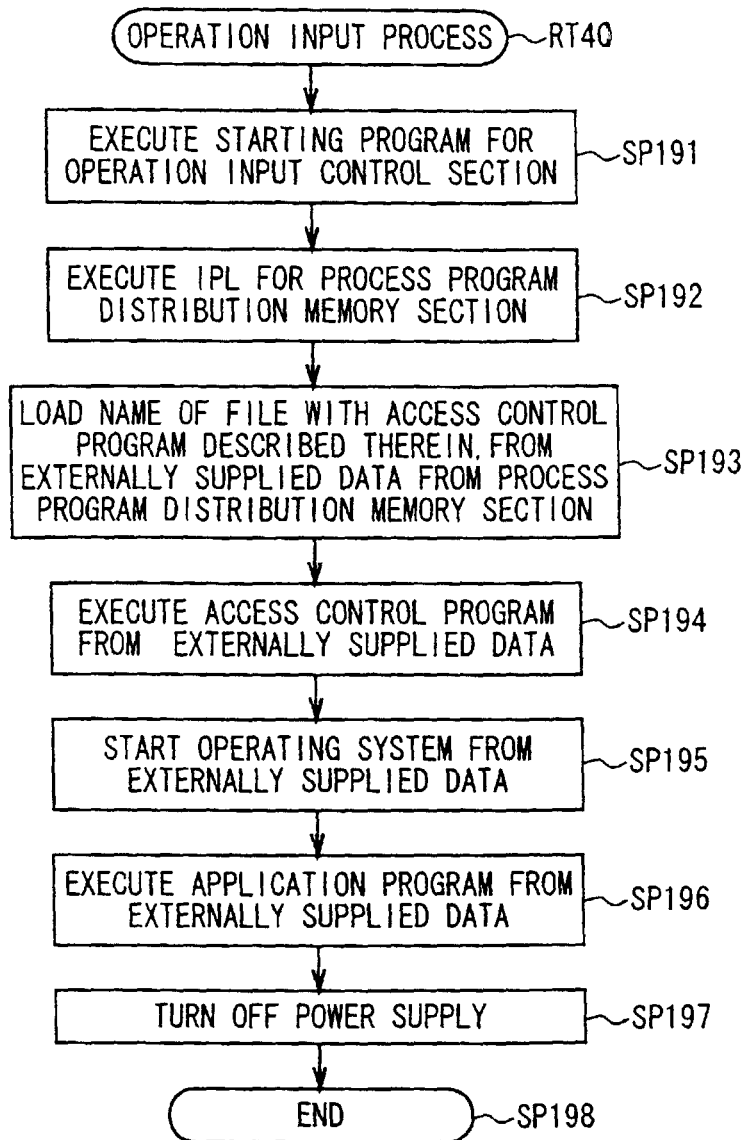 OPERATION INPUT PROCESS RT40
EXECUTE STARTING PROGRAM FOR
OPERATION INPUT CONTROL SECTION
SP191
EXECUTE IPL FOR PROCESS PROGRAM
DISTRIBUTION MEMORY SECTION
SP192
LOAD NAME OF FILE WITH ACCESS CONTROL
PROGRAM DESCRIBED THEREIN, FROM
EXTERNALLY SUPPLIED DATA FROM PROCESS
PROGRAM DISTRIBUTION MEMORY SECTION
SP193
EXECUTE ACCESS CONTROL PROGRAM
FROM EXTERNALLY SUPPLIED DATA
SP194
START OPERATING SYSTEM FROM
EXTERNALLY SUPPLIED DATA
SP195
EXECUTE APPLICATION PROGRAM FROM
EXTERNALLY SUPPLIED DATA
SP196
TURN OFF POWER SUPPLY SP197
END SP198